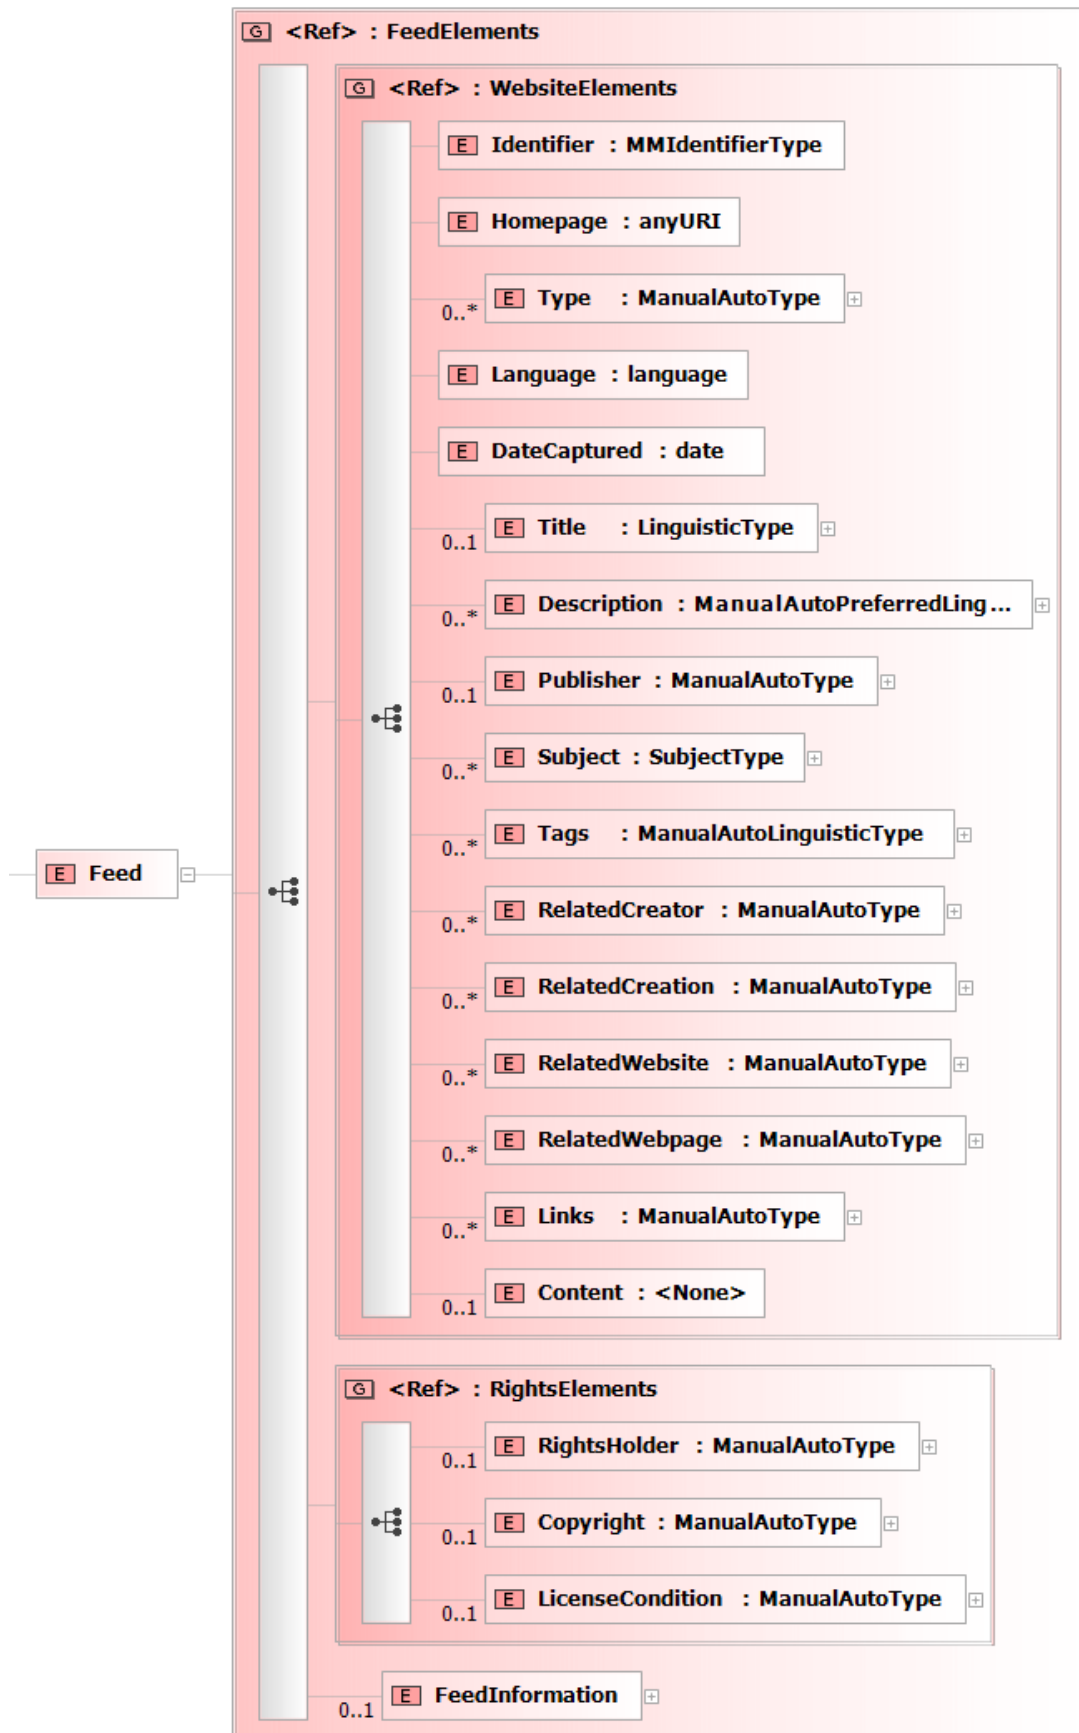 G <Ref> : FeedElements
G <Ref> : WebsiteElements
E Identifier : MMIdentifierType
E Homepage : anyURI
0..* E Type : ManualAutoType
E Language : language
E DateCaptured : date
0..1 E Title : LinguisticType
0..* E Description : ManualAutoPreferredLing...
0..1 E Publisher : ManualAutoType
0..* E Subject : SubjectType
0..* E Tags : ManualAutoLinguisticType
E Feed
0..* E RelatedCreator : ManualAutoType
0..* E RelatedCreation : ManualAutoType
0..* E RelatedWebsite : ManualAutoType
0..* E RelatedWebpage : ManualAutoType
0..* E Links : ManualAutoType
0..1 E Content : <None>
G <Ref> : RightsElements
0..1 E RightsHolder : ManualAutoType
0..1 E Copyright : ManualAutoType
0..1 E LicenseCondition : ManualAutoType
0..1 E FeedInformation